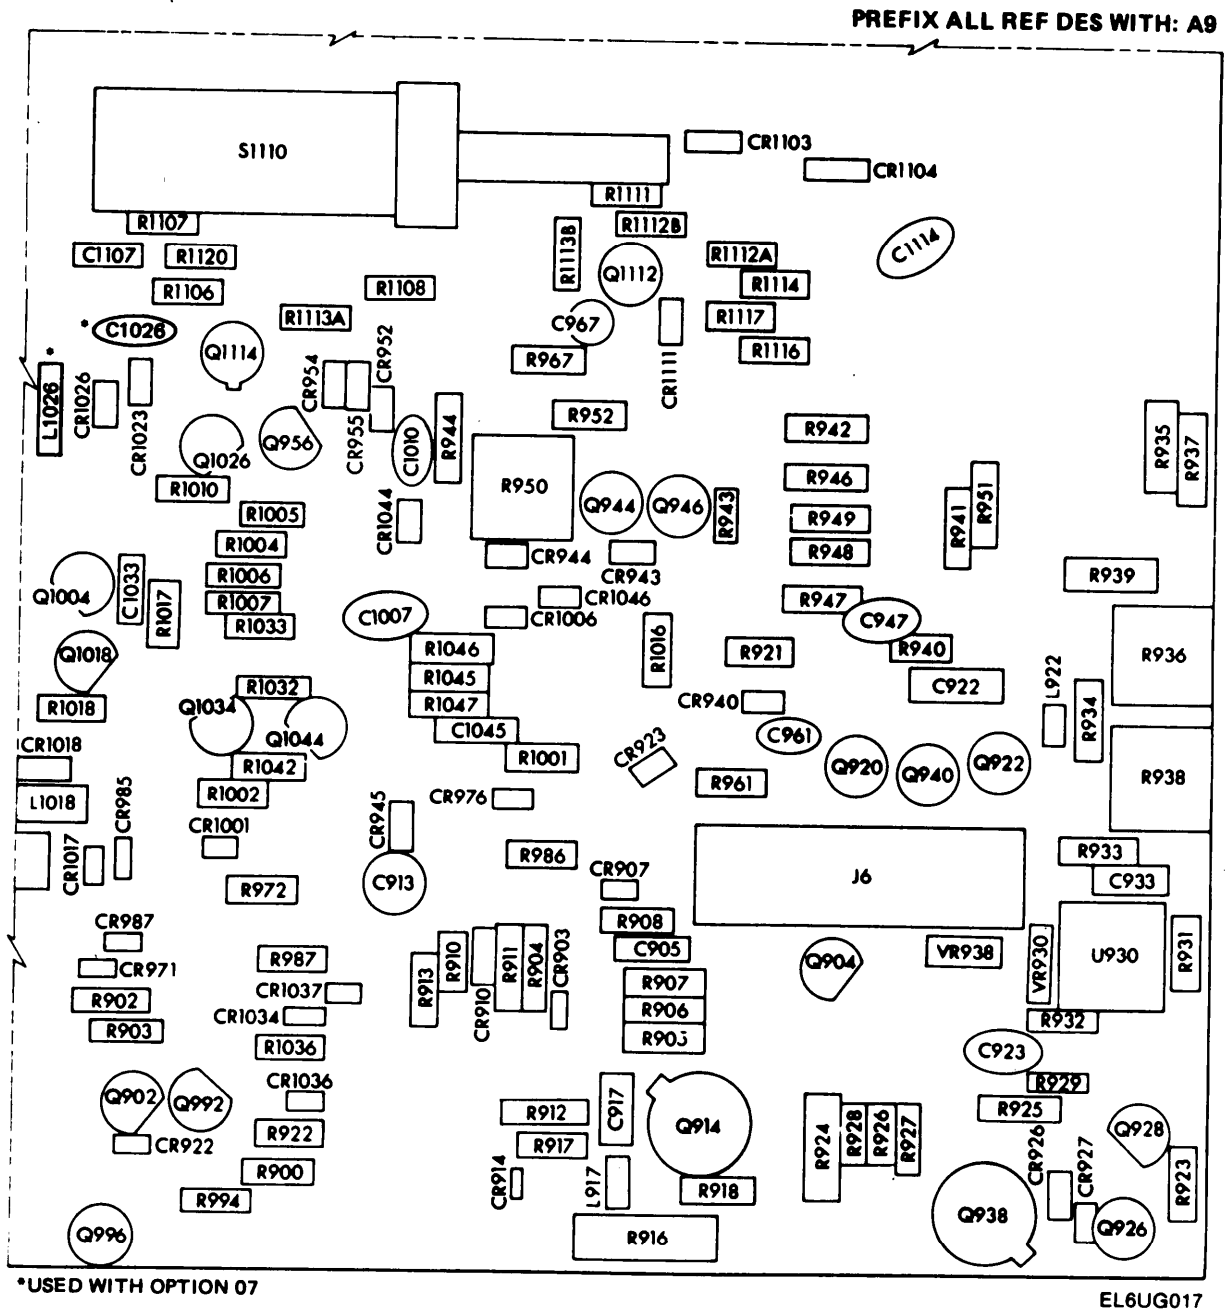 PREFIX ALL REF DES WITH: A9
S1110
CR1103
CR1104
R1111
R1107
R1112B
C1107
R1120
R1113B
Q1112
R1112A
C1114
R1106
R1108
R1114
R1113A
C967
R1117
* C1026
Q1114
CR952
CR954
R967
CR1111
R1116
*
L1026
CR1026
CR1023
Q1026
Q956
CR955
C1010
R944
R952
R942
R935
R937
R1010
R950
Q944
Q946
R943
R946
R941
R951
R1005
CR1044
R949
R1004
CR944
CR943
R948
Q1004
C1033
R1017
R1006
R939
R1007
CR1046
R947
R1033
C1007
CR1006
C947
Q1018
R1046
R1016
R921
R940
R936
R1045
C922
L922
R1018
R1032
Q1034
R1047
CR940
R934
Q1044
C1045
C961
CR1018
R1042
R1001
CR923
Q920
Q940
Q922
R938
L1018
R1002
CR976
R961
CR985
CR1001
CR945
CR1017
R986
R933
C913
CR907
J6
C933
R972
CR987
R908
CR971
R987
R913
R910
CR910
R911
R904
CR903
C905
Q904
VR938
VR930
U930
R931
R902
CR1037
R907
R903
CR1034
R906
R932
R1036
R905
C923
CR1036
R929
Q902
Q992
R912
C917
Q914
R924
R928
R926
R927
R925
CR922
R922
R917
CR926
CR927
Q928
R900
CR914
L917
R918
R923
R994
Q996
R916
Q938
Q926
*USED WITH OPTION 07
EL6UG017